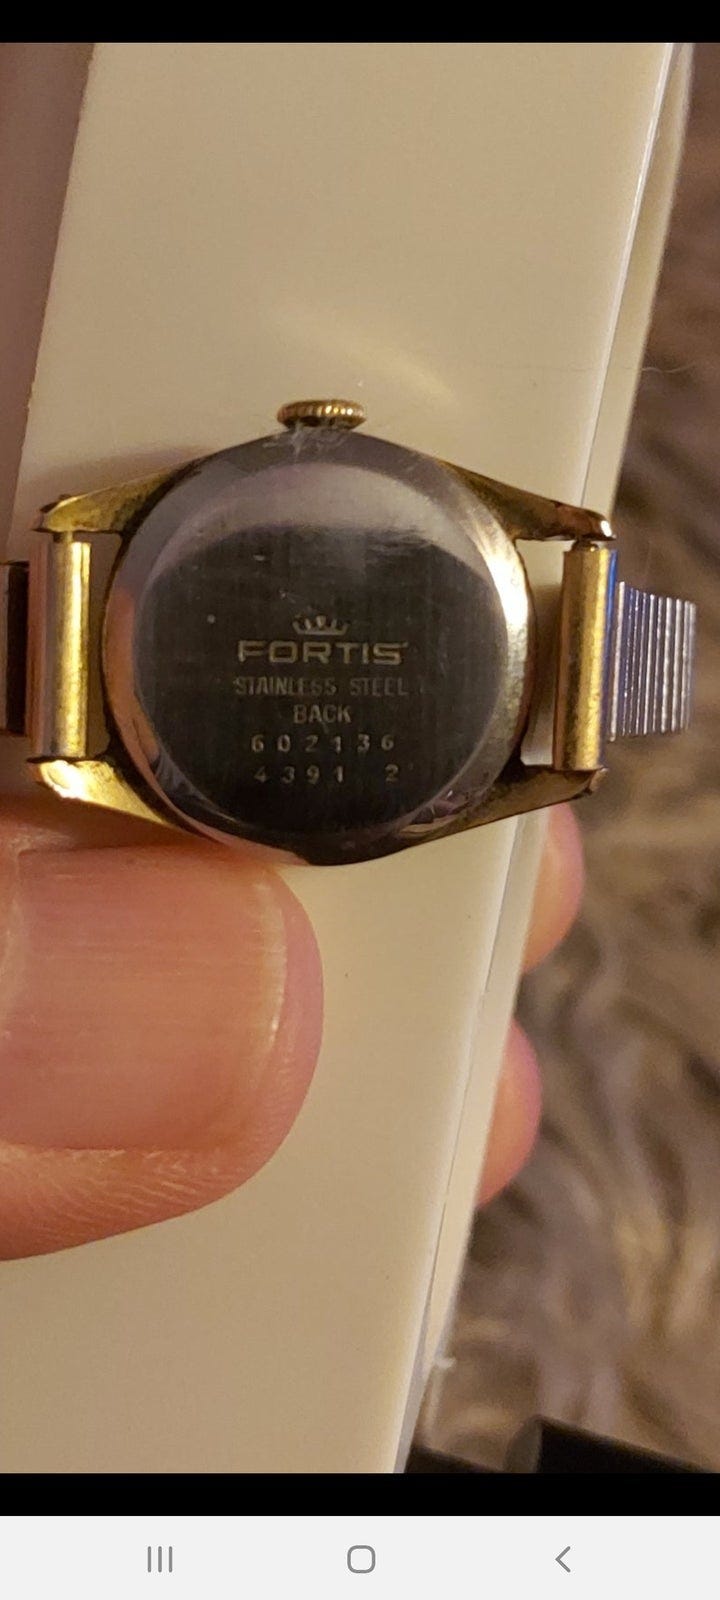 FORTIS
STAINLESS STEEL
BACK
602136
4391 2